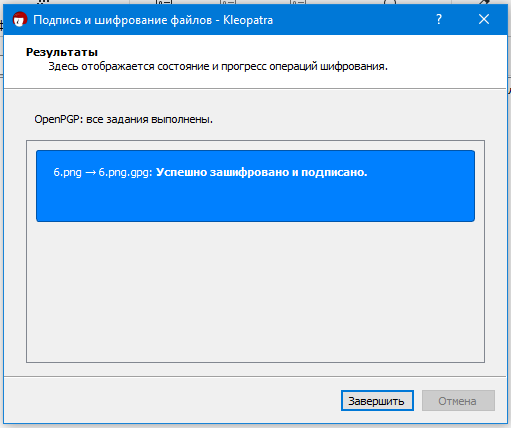 Подпись и шифрование файлов - Kleopatra
?
Результаты
Здесь отображается состояние и прогресс операций шифрования.
OpenPGP: все задания выполнены.
6.png → 6.png.gpg: Успешно зашифровано и подписано.
Завершить
Отмена